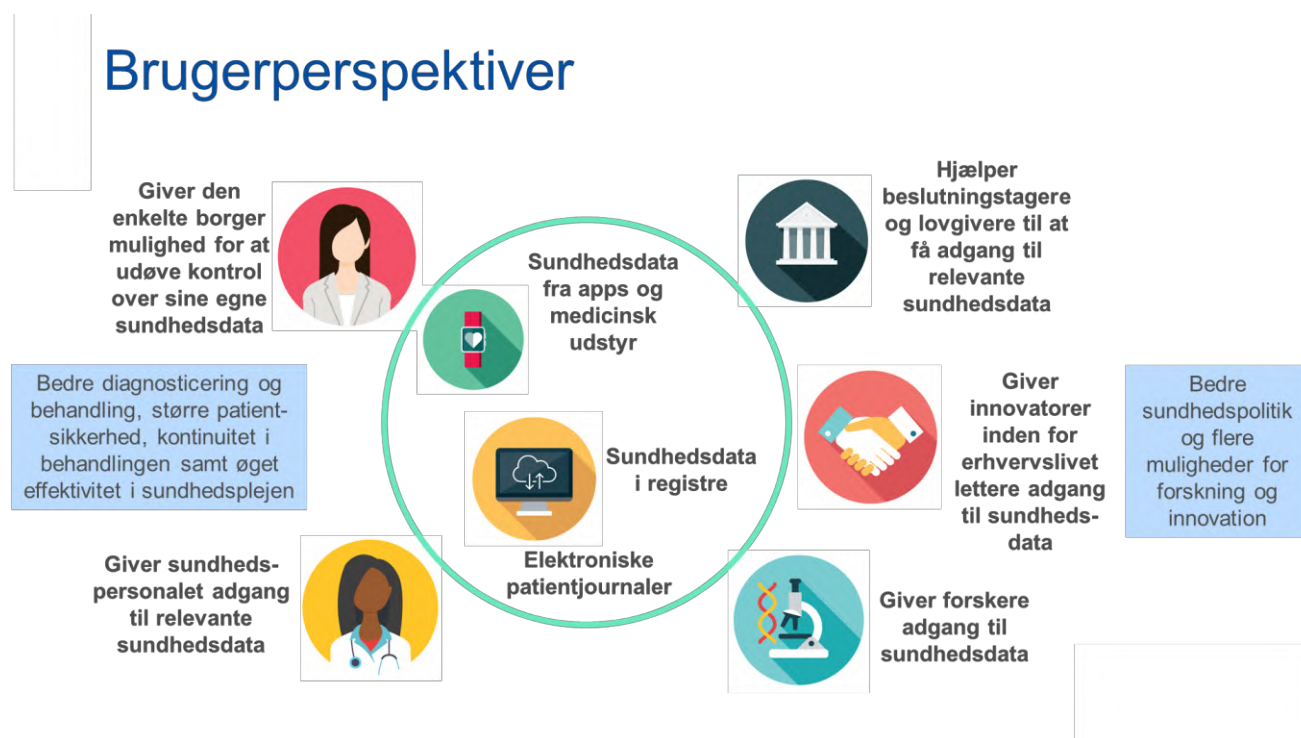 Brugerperspektiver
Giver den
enkelte borger
mulighed for at
udøve kontrol
over sine egne
sundhedsdata
Bedre diagnosticering og
behandling, større patient-
sikkerhed, kontinuitet i
behandlingen samt øget
effektivitet i sundhedsplejen
Giver sundheds-
personalet adgang
til relevante
sundhedsdata
Sundhedsdata
fra apps og
medicinsk
udstyr
Sundhedsdata
i registre
Elektroniske
patientjournaler
Hjælper
beslutningstagere
og lovgivere til at
få adgang til
relevante
sundhedsdata
Giver
innovatorer
inden for
erhvervslivet
lettere adgang
til sundheds-
data
Bedre
sundhedspolitik
og flere
muligheder for
forskning og
innovation
Giver forskere
adgang til
sundhedsdata